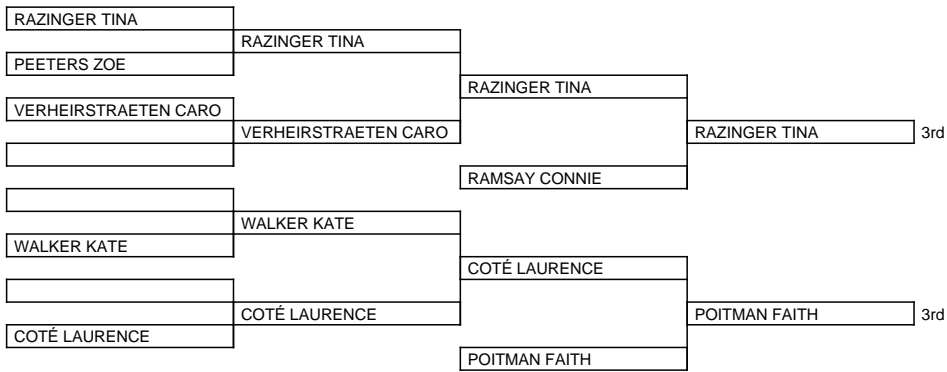 RAZINGER TINA
RAZINGER TINA
PEETERS ZOE
RAZINGER TINA
VERHEIRSTRAETEN CARO
VERHEIRSTRAETEN CARO
RAZINGER TINA 3rd
RAMSAY CONNIE
WALKER KATE
WALKER KATE
COTÉ LAURENCE
COTÉ LAURENCE
POITMAN FAITH 3rd
COTÉ LAURENCE
POITMAN FAITH